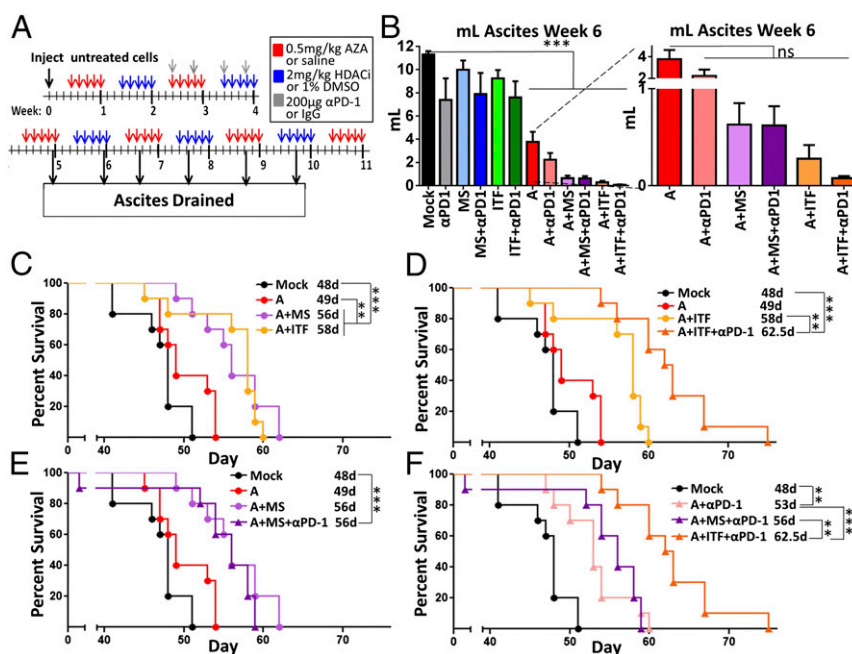 A
Inject untreated cells
Week: 0 1 2 3 4
0.5mg/kg AZA
or saline
2mg/kg HDACi
or 1% DMSO
200µg αPD-1
or IgG
5 6 7 8 9 10 11
Ascites Drained
B
mL Ascites Week 6
mL
12
10
8
6
4
2
0
***
Mock
αPD1
MS
MS+αPD1
ITF
ITF+αPD1
A
A+αPD1
A+MS
A+MS+αPD1
A+ITF
A+ITF+αPD1
mL Ascites Week 6
mL
4
2
1
0
ns
A
A+αPD1
A+MS
A+MS+αPD1
A+ITF
A+ITF+αPD1
C
Percent Survival
100
80
60
40
20
Mock 48d
A 49d
A+MS 56d
A+ITF 58d
**
***
0 40 50 60 70
Day
D
Percent Survival
100
80
60
40
20
Mock 48d
A 49d
A+ITF 58d
A+ITF+αPD-1 62.5d
**
***
0 40 50 60 70
Day
E
Percent Survival
100
80
60
40
20
Mock 48d
A 49d
A+MS 56d
A+MS+αPD-1 56d
***
0 40 50 60 70
Day
F
Percent Survival
100
80
60
40
20
Mock 48d
A+αPD-1 53d
A+MS+αPD-1 56d
A+ITF+αPD-1 62.5d
**
**
***
0 40 50 60 70
Day